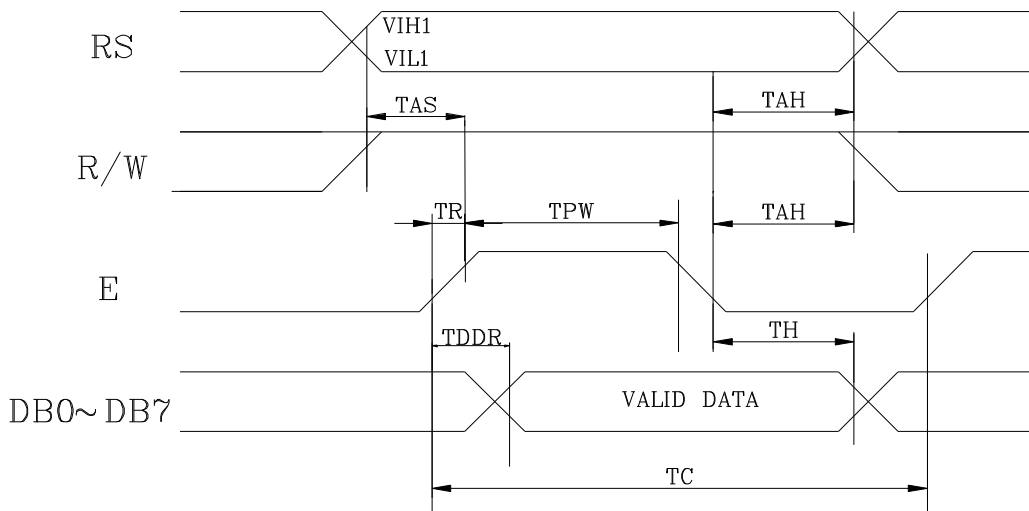 RS
VIH1
VIL1
TAS
TAH
R/W
TR
TPW
TAH
E
TDDR
TH
DB0~DB7
VALID DATA
TC